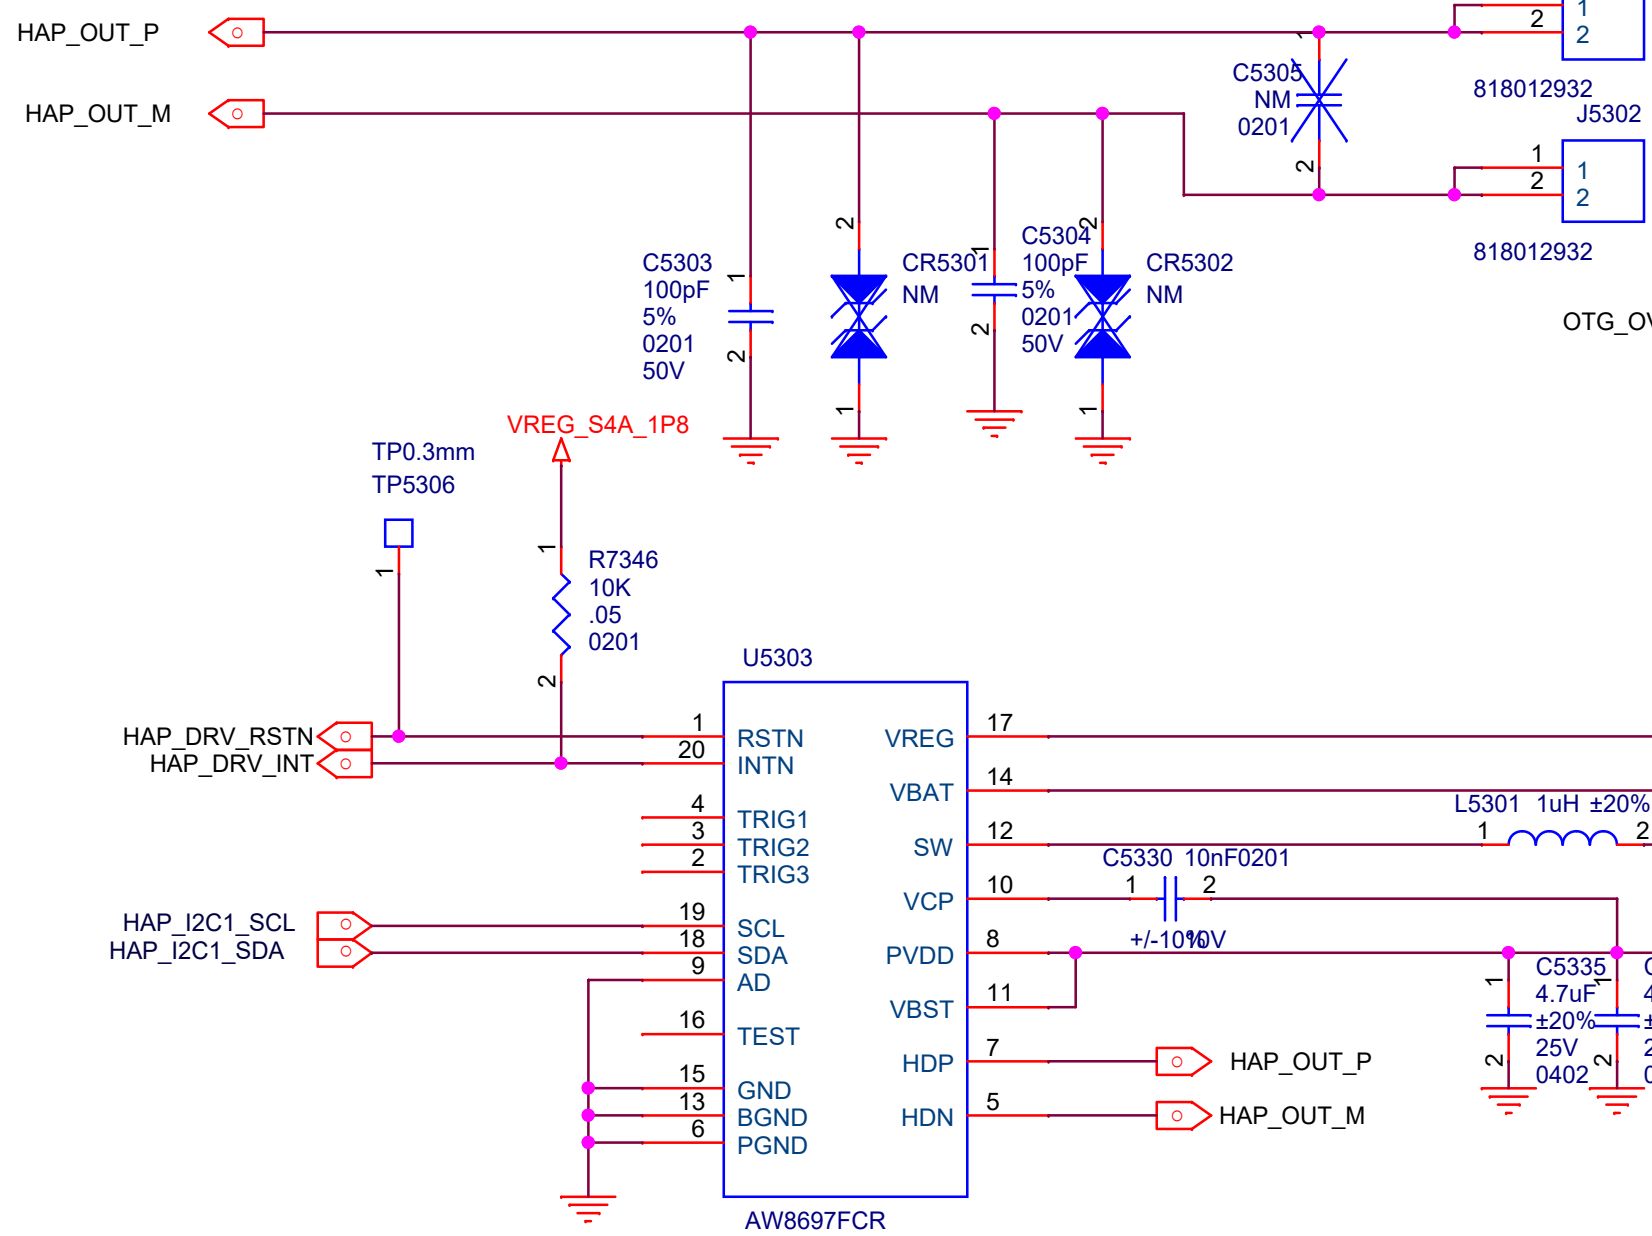 HAP_OUT_P
1
2
2
1
C5305
NM
0201
2
818012932
HAP_OUT_M
J5302
1
1
2
2
818012932
2
C5303
100pF
5%
0201
50V
1
2
CR5301
NM
1
1
2
C5304
100pF
5%
0201
50V
2
CR5302
NM
1
OTG_OV
VREG_S4A_1P8
TP0.3mm
TP5306
1
1
R7346
10K
.05
0201
2
U5303
HAP_DRV_RSTN
1
RSTN
VREG
17
HAP_DRV_INT
20
INTN
VBAT
14
4
TRIG1
L5301 1uH ±20%
3
TRIG2
SW
12
1
2
2
TRIG3
C5330 10nF0201
VCP
10
1
2
+/-10%
HAP_I2C1_SCL
19
SCL
HAP_I2C1_SDA
18
SDA
PVDD
8
9
AD
VBST
11
C5335
4.7uF
±20%
25V
0402
1
2
1
2
16
TEST
HDP
7
HAP_OUT_P
15
GND
13
BGND
HDN
5
HAP_OUT_M
6
PGND
AW8697FCR